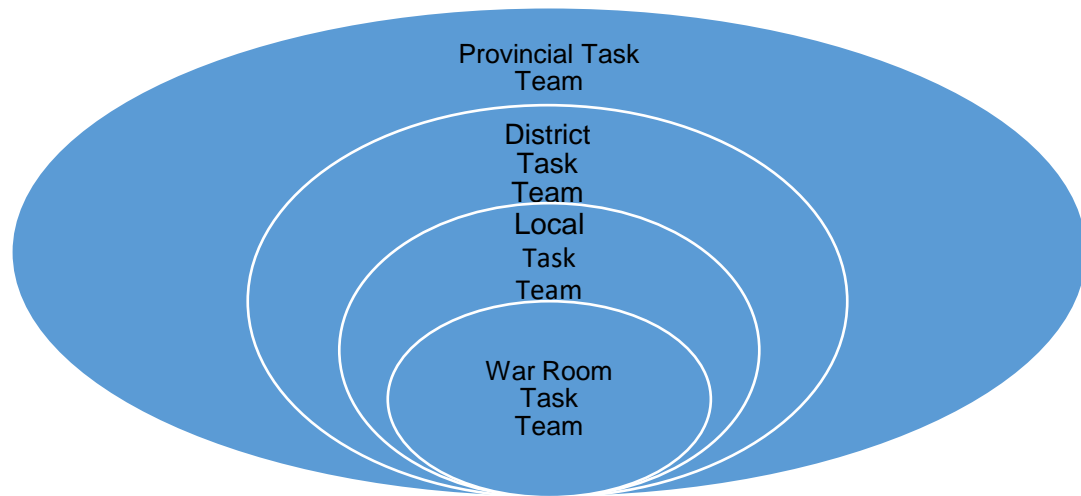 Provincial Task
Team
District
Task
Team
Local
Task
Team
War Room
Task
Team